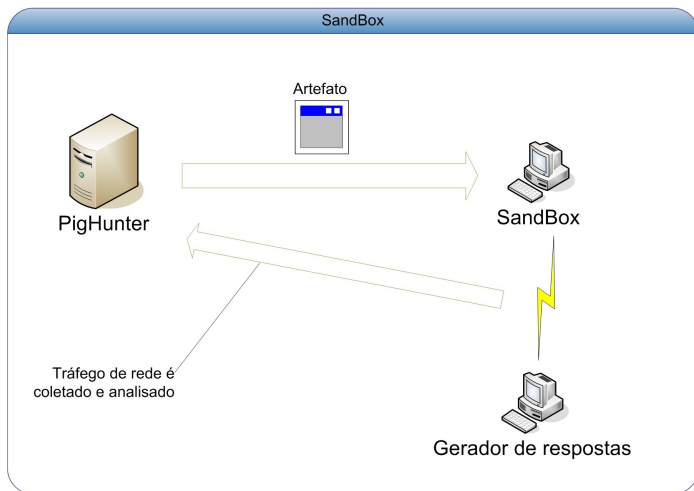 SandBox
Artefato
PigHunter
SandBox
Tráfego de rede é
coletado e analisado
Gerador de respostas